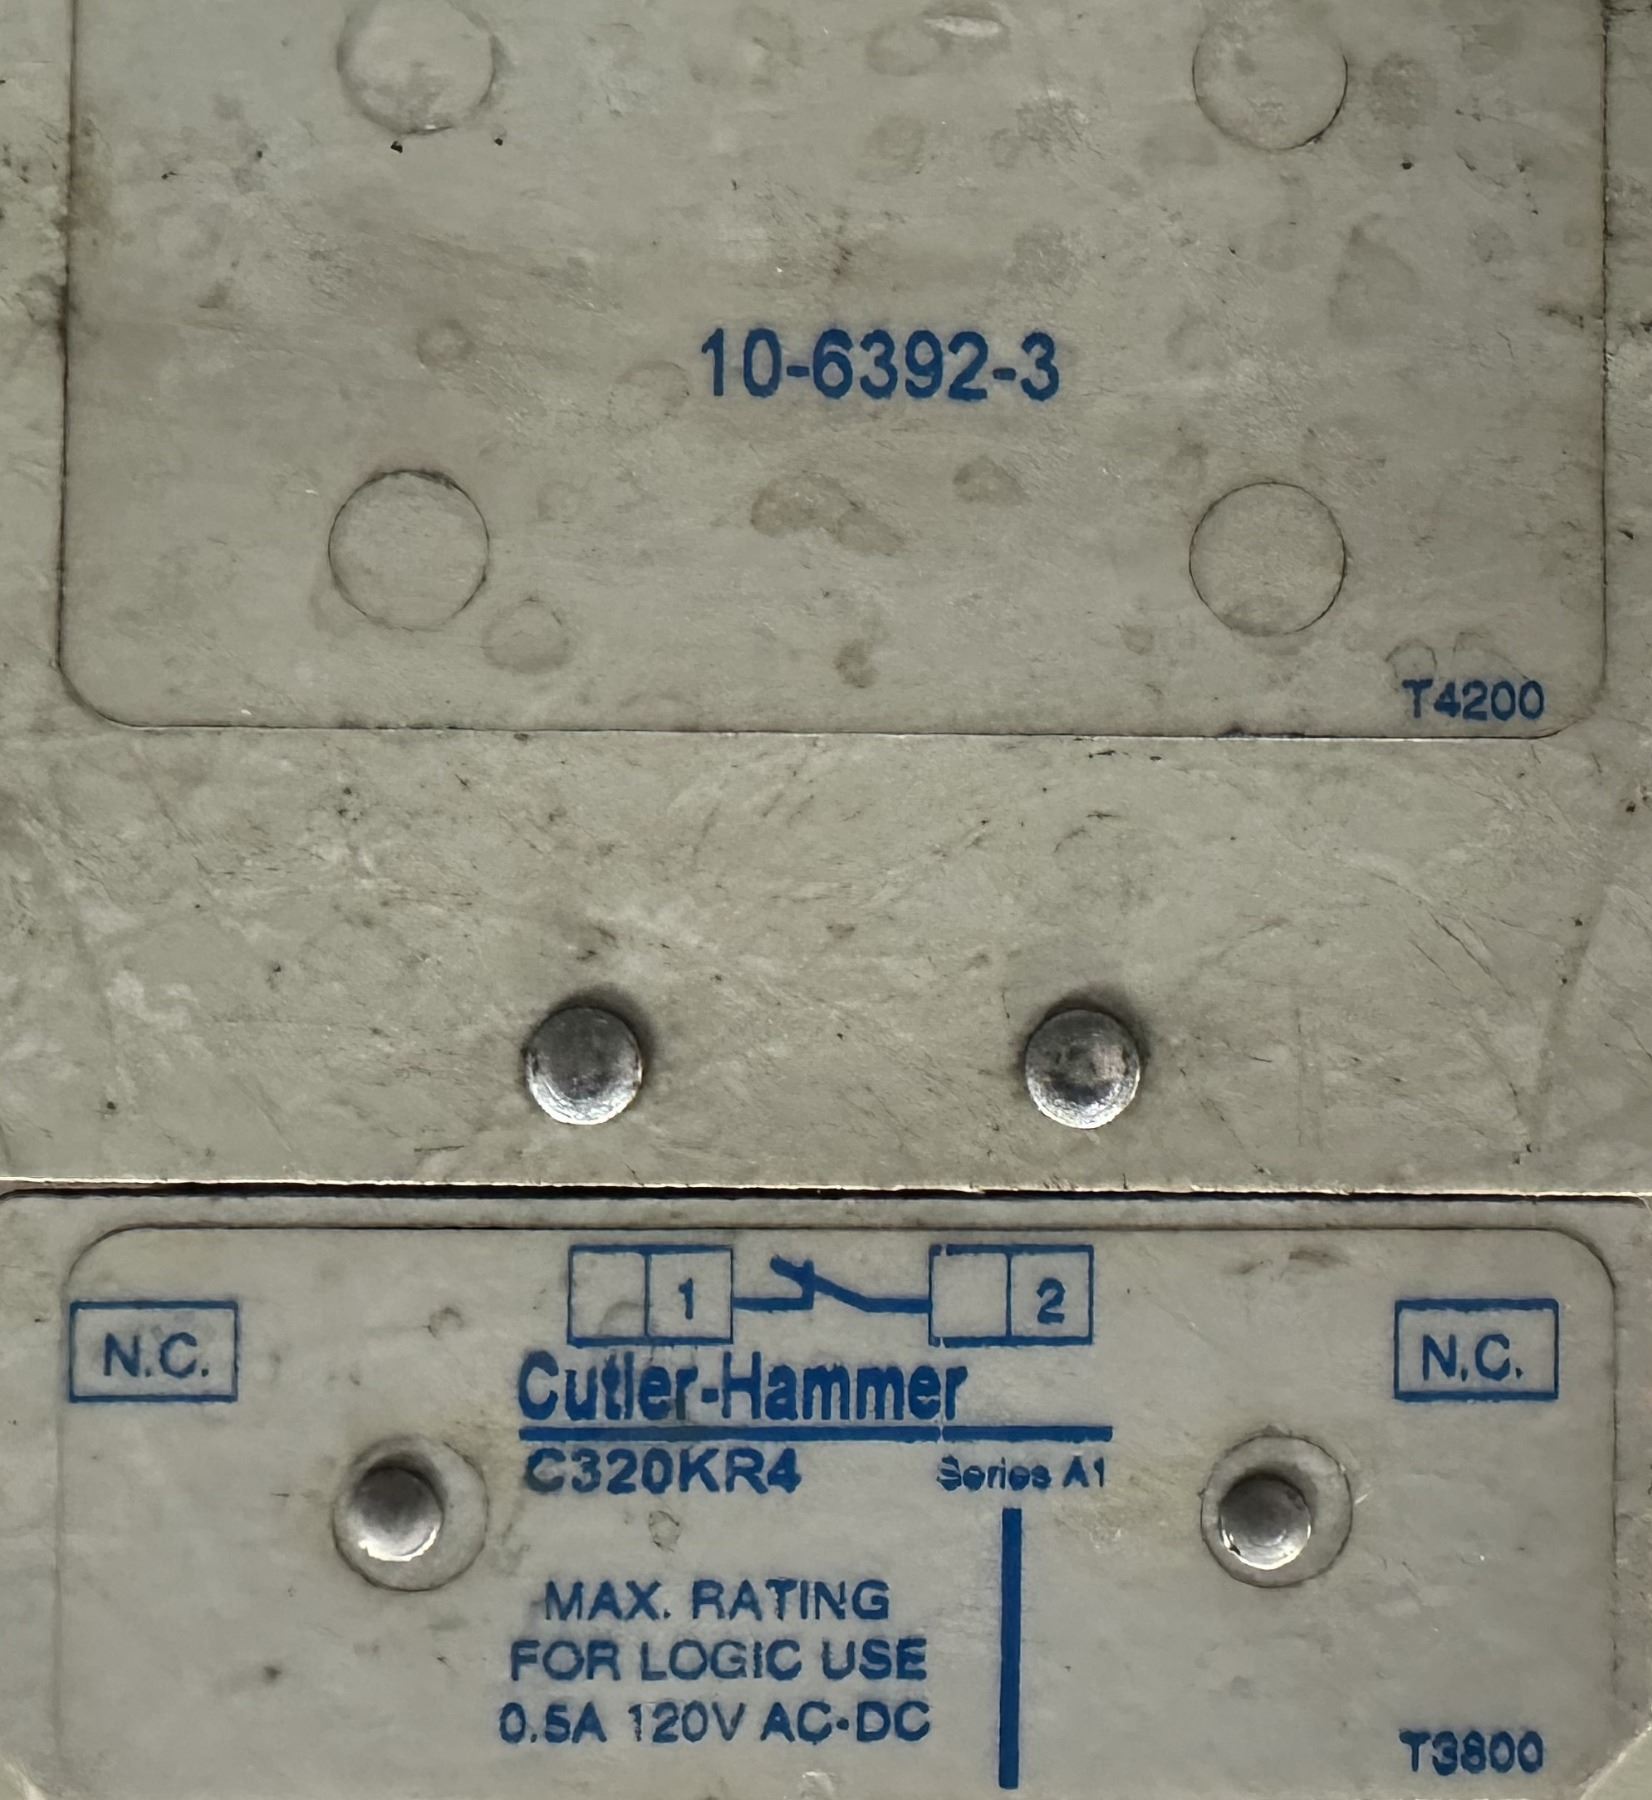 10-6392-3
T4200
1 2
N.C. N.C.
Cutler-Hammer
C320KR4 Series A1
MAX. RATING
FOR LOGIC USE
0.5A 120V AC-DC
T3800